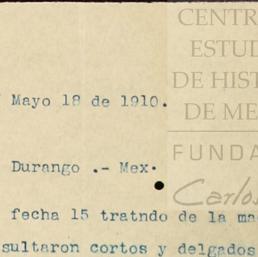 CENTR
ESTUD
DE HIST
DE ME
FUNDA
Carlos
Mayo 18 de 1910.
Durango .- Mex.
fecha 15 tratndo de la ma
sultaron cortos y delgados